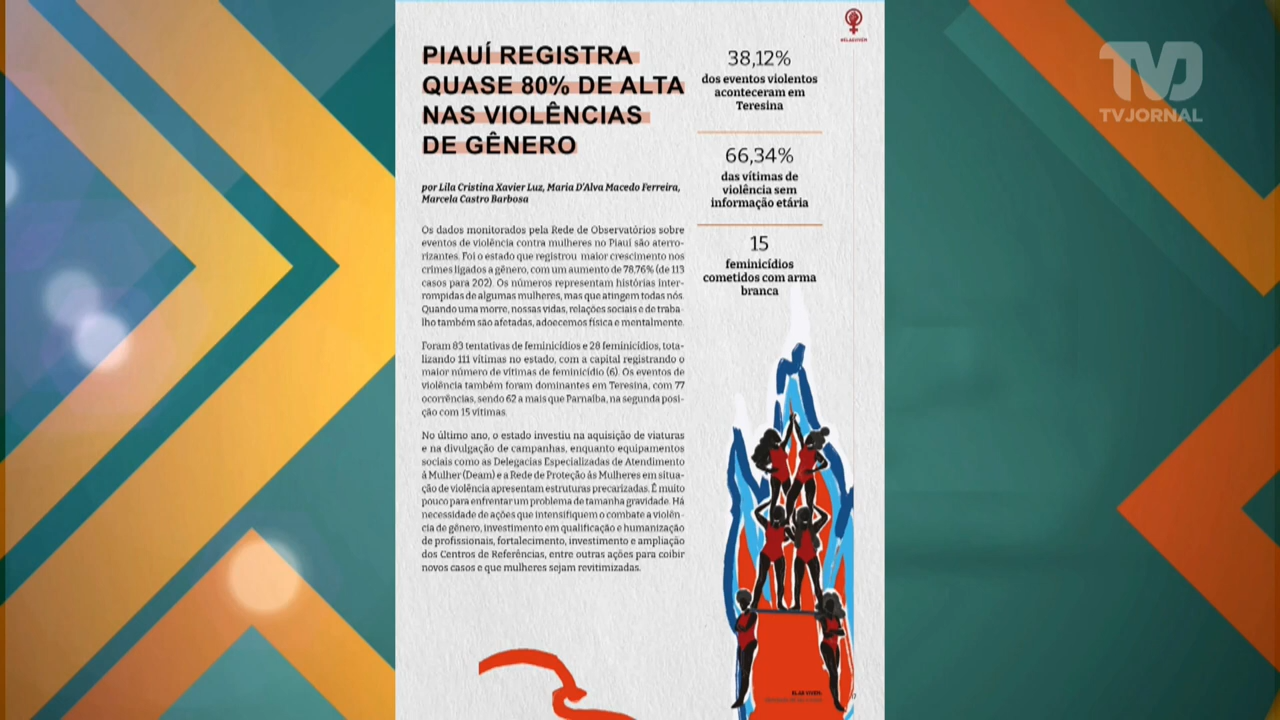 PIAUÍ REGISTRA
QUASE 80% DE ALTA
NAS VIOLÊNCIAS
DE GÊNERO
por Lila Cristina Xavier Luz, Maria D'Alva Macedo Ferreira,
Marcela Castro Barbosa
Os dados monitorados pela Rede de Observatórios sobre
eventos de violência contra mulheres no Piauí são aterro-
rizantes. Foi o estado que registrou maior crescimento nos
crimes ligados a gênero, com um aumento de 78,76% (de 113
casos para 202). Os números representam histórias inter-
rompidas de algumas mulheres, mas que atingem todas nós.
Quando uma morre, nossas vidas, relações sociais e de traba-
lho também são afetadas, adoecemos física e mentalmente.
Foram 83 tentativas de feminicídios e 28 feminicídios, tota-
lizando 111 vítimas no estado, com a capital registrando o
maior número de vítimas de feminicídio (6). Os eventos de
violência também foram dominantes em Teresina, com 77
ocorrências, sendo 62 a mais que Parnaíba, na segunda posi-
ção com 15 vítimas.
No último ano, o estado investiu na aquisição de viaturas
e na divulgação de campanhas, enquanto equipamentos
sociais como as Delegacias Especializadas de Atendimento
à Mulher (Deam) e a Rede de Proteção às Mulheres em situa-
ção de violência apresentam estruturas precarizadas. É muito
pouco para enfrentar um problema de tamanha gravidade. Há
necessidade de ações que intensifiquem o combate a violên-
cia de gênero, investimento em qualificação e humanização
de profissionais, fortalecimento, investimento e ampliação
dos Centros de Referências, entre outras ações para coibir
novos casos e que mulheres sejam revitimizadas.
#ELASVIVEM
38,12%
dos eventos violentos
aconteceram em
Teresina
66,34%
das vítimas de
violência sem
informação etária
15
feminicídios
cometidos com arma
branca
ELAS VIVEM:
TVJ
TVJORNAL